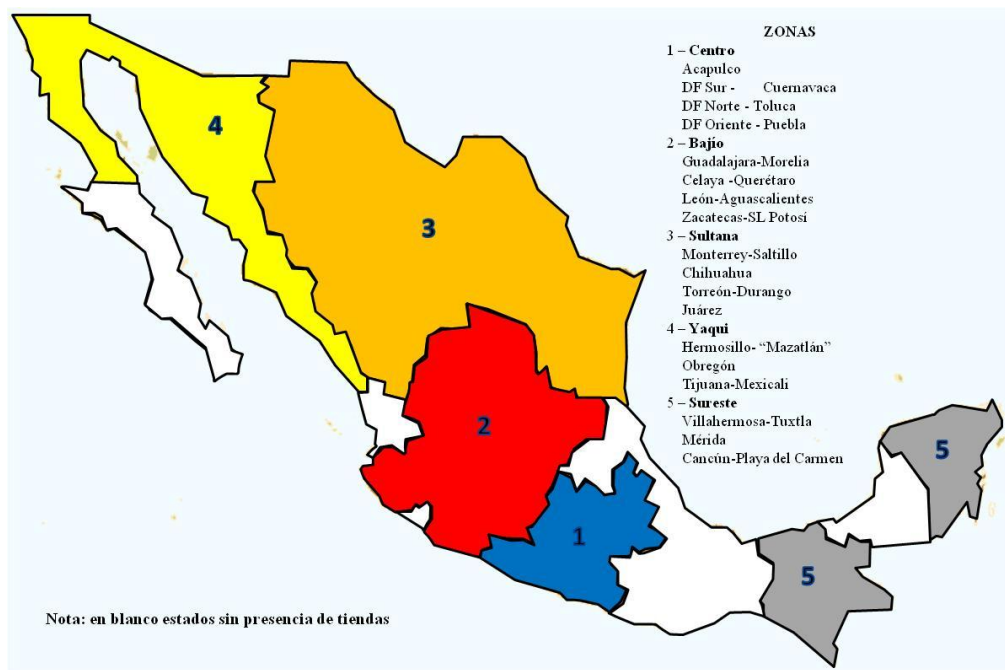 ZONAS
1 – Centro
Acapulco
DF Sur - Cuernavaca
DF Norte - Toluca
DF Oriente - Puebla
2 – Bajío
Guadalajara-Morelia
Celaya -Querétaro
León-Aguascalientes
Zacatecas-SL Potosí
3 – Sultana
Monterrey-Saltillo
Chihuahua
Torreón-Durango
Juárez
4 – Yaqui
Hermosillo- “Mazatlán”
Obregón
Tijuana-Mexicali
5 – Sureste
Villahermosa-Tuxtla
Mérida
Cancún-Playa del Carmen
4
3
2
5
1
5
Nota: en blanco estados sin presencia de tiendas